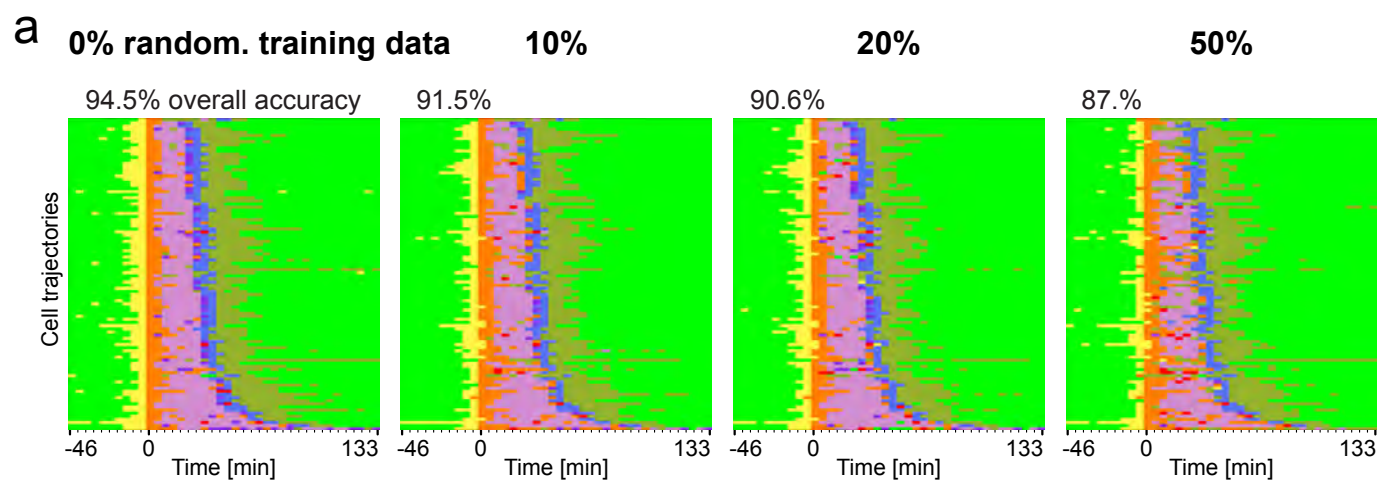 a
0% random. training data 10% 20% 50%
94.5% overall accuracy 91.5% 90.6% 87.%
Cell trajectories
-46 0 133 -46 0 133 -46 0 133 -46 0 133
Time [min] Time [min] Time [min] Time [min]